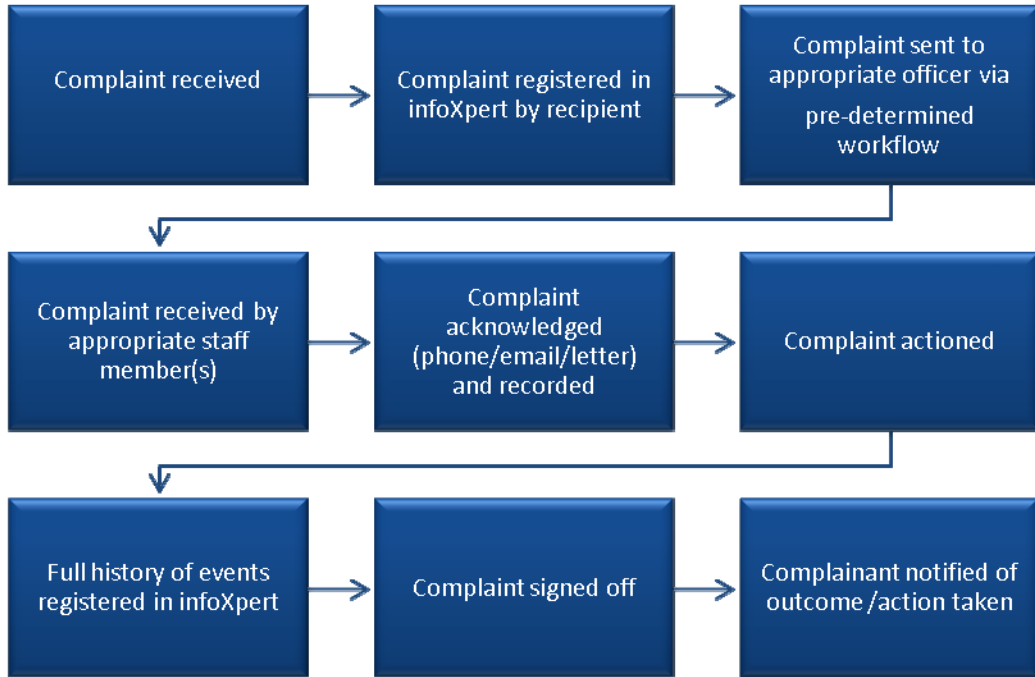 Complaint received
Complaint registered in
infoXpert by recipient
Complaint sent to
appropriate officer via
pre-determined
workflow
Complaint received by
appropriate staff
member(s)
Complaint
acknowledged
(phone/email/letter)
and recorded
Complaint actioned
Full history of events
registered in infoXpert
Complaint signed off
Complainant notified of
outcome/action taken